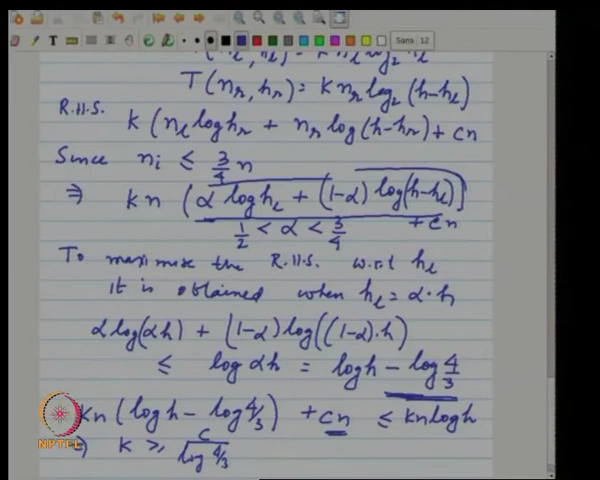 Sans 12
T(n_r, h_r) = k n_r log_2 (h-h_l)
R.H.S.
k (n_l log h_r + n_r log (h-h_r) + cn
Since n_i ≤ 3/4 n
⇒ kn (α log h_l + (1-α) log(h-h_l)]
1/2 < α < 3/4 + cn
To maximise the R.H.S. w.r.t h_l
it is obtained when h_l = α·h
α log(αh) + (1-α) log((1-α)·h)
≤ log αh = log h - log 4/3
kn (log h - log 4/3) + cn ≤ kn log h
⇒ k ≥ c / log 4/3
NPTEL